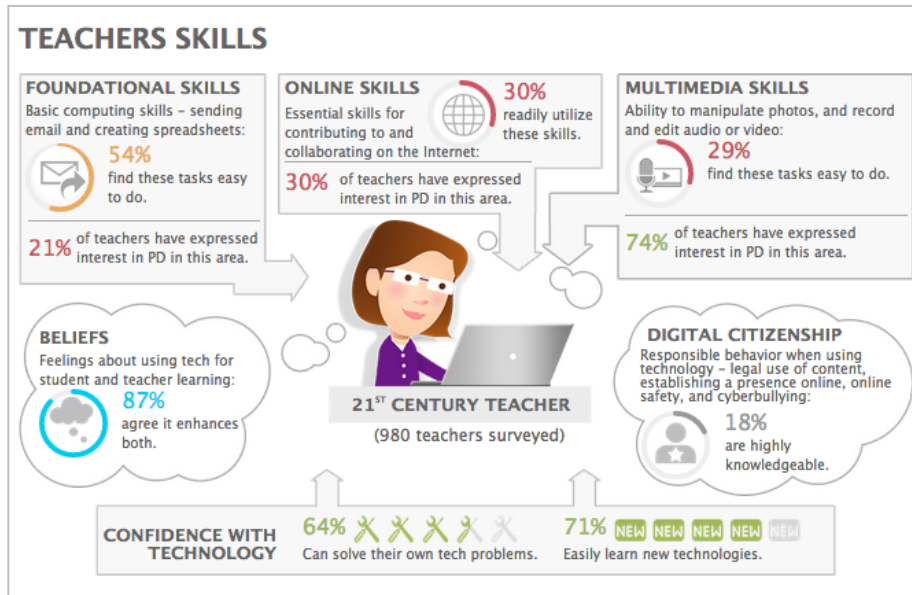 TEACHERS SKILLS
FOUNDATIONAL SKILLS
Basic computing skills – sending
email and creating spreadsheets:
54%
find these tasks easy
to do.
21% of teachers have expressed
interest in PD in this area.
ONLINE SKILLS
Essential skills for
contributing to and
collaborating on the Internet:
30%
readily utilize
these skills.
30% of teachers have expressed
interest in PD in this area.
MULTIMEDIA SKILLS
Ability to manipulate photos, and record
and edit audio or video:
29%
find these tasks easy to do.
74% of teachers have expressed
interest in PD in this area.
BELIEFS
Feelings about using tech for
student and teacher learning:
87%
agree it enhances
both.
21ST CENTURY TEACHER
(980 teachers surveyed)
DIGITAL CITIZENSHIP
Responsible behavior when using
technology – legal use of content,
establishing a presence online, online
safety, and cyberbullying:
18%
are highly
knowledgeable.
CONFIDENCE WITH
TECHNOLOGY
64%
Can solve their own tech problems.
71% NEW NEW NEW NEW NEW
Easily learn new technologies.